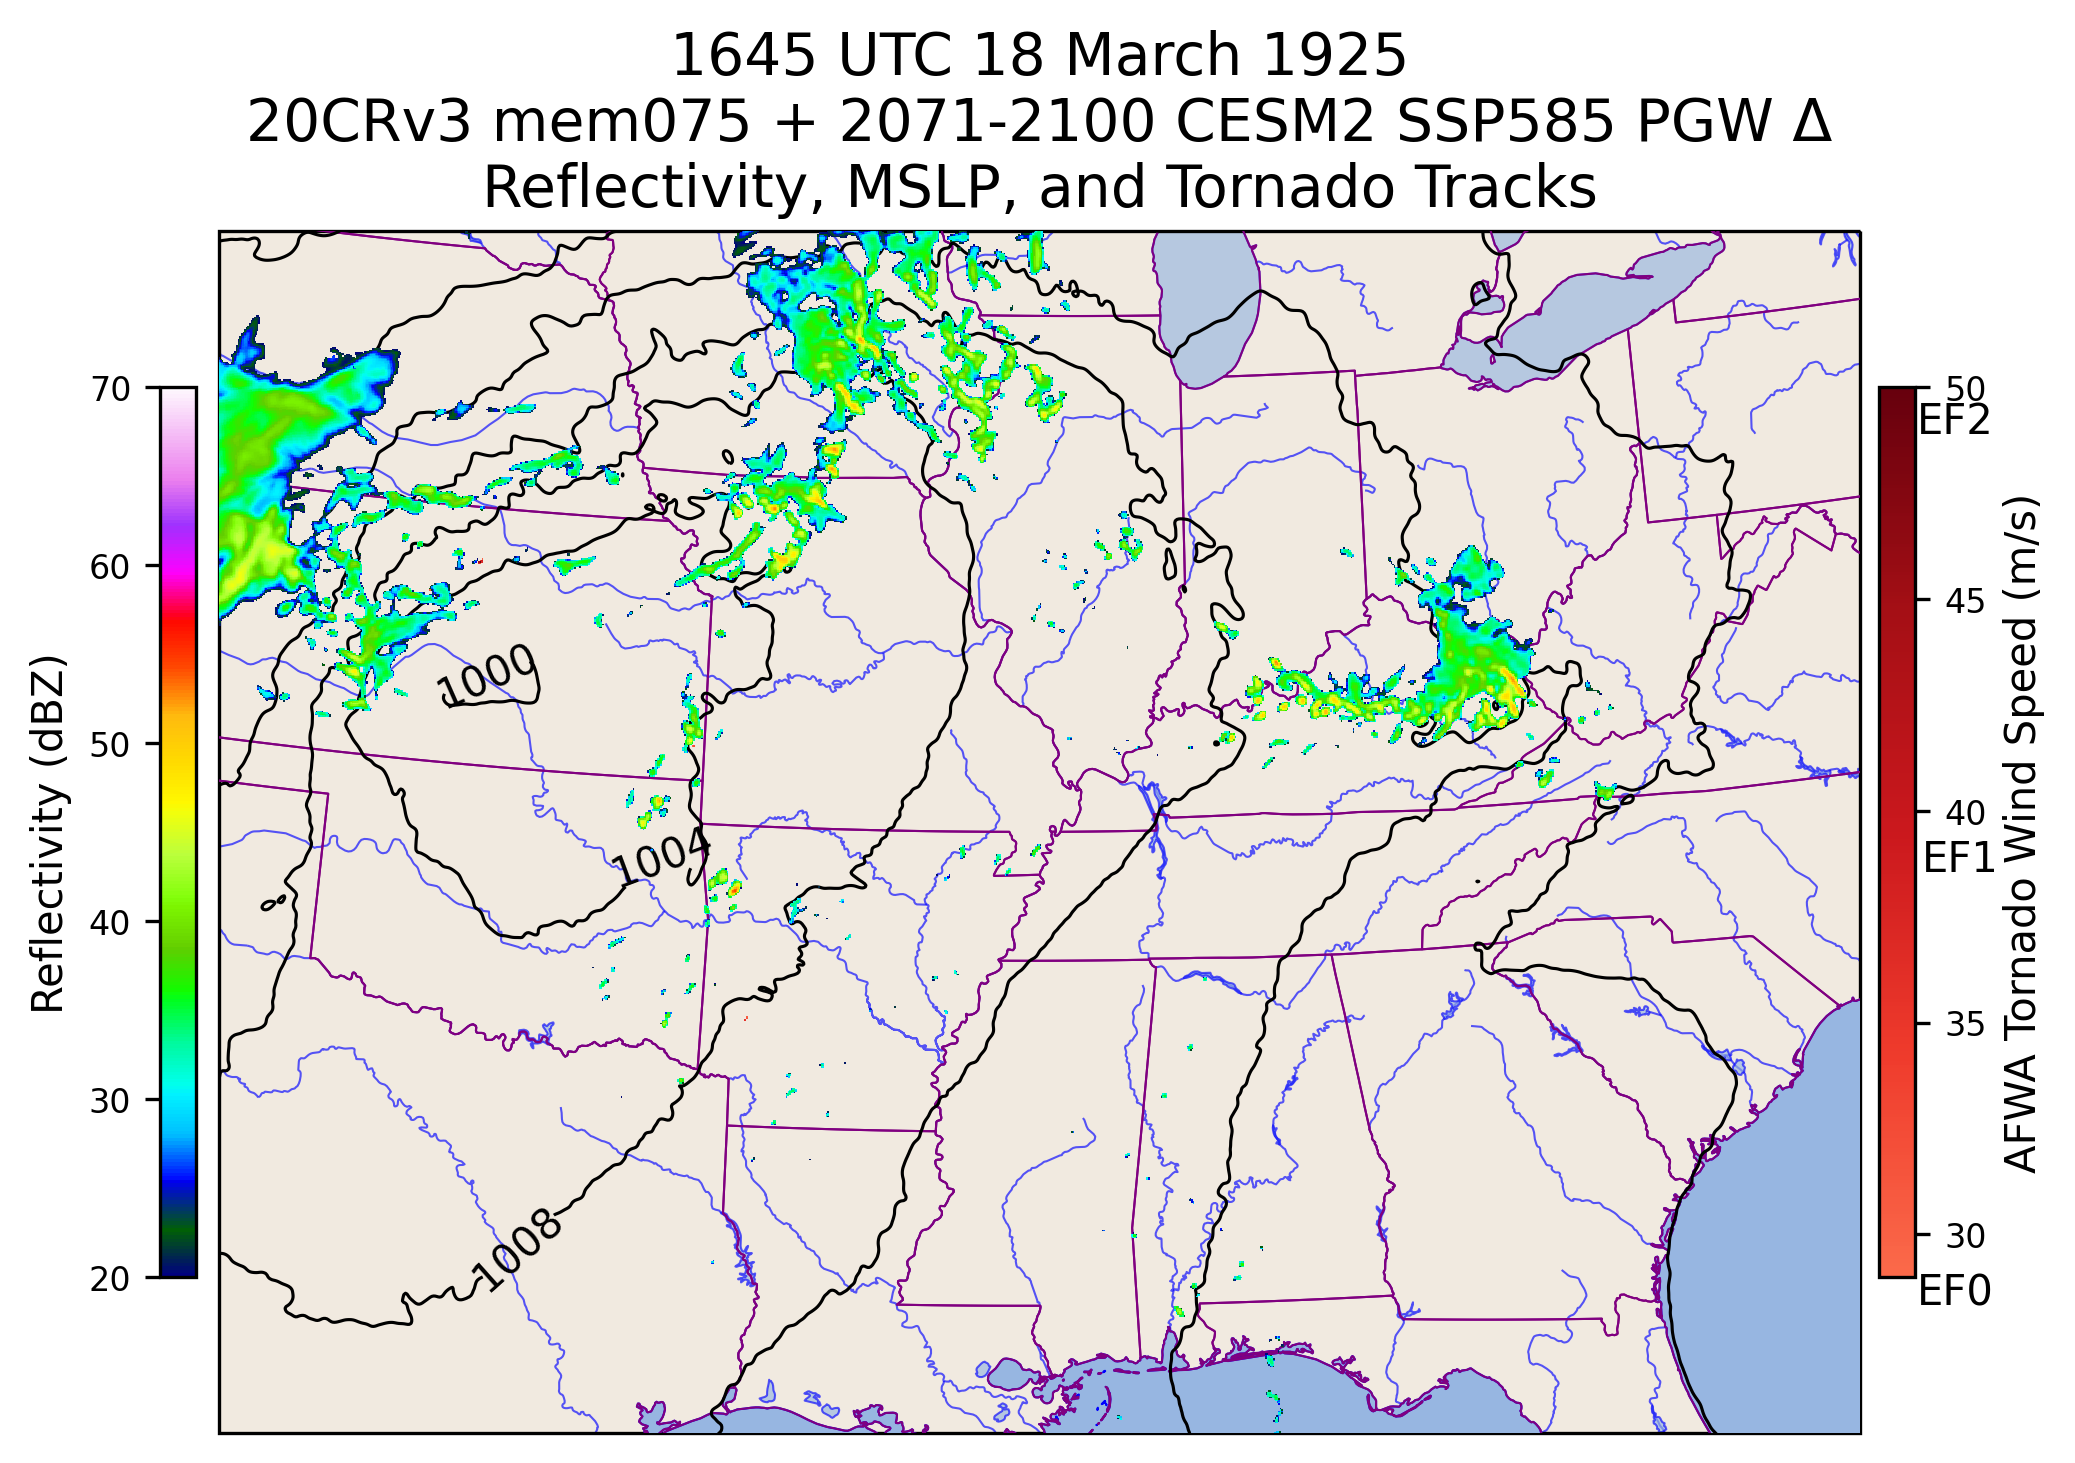 1645 UTC 18 March 1925
20CRv3 mem075 + 2071-2100 CESM2 SSP585 PGW Δ
Reflectivity, MSLP, and Tornado Tracks
70
60
50
40
30
20
Reflectivity (dBZ)
1000
1004
1008
50
EF2
45
40
EF1
35
30
EF0
AFWA Tornado Wind Speed (m/s)